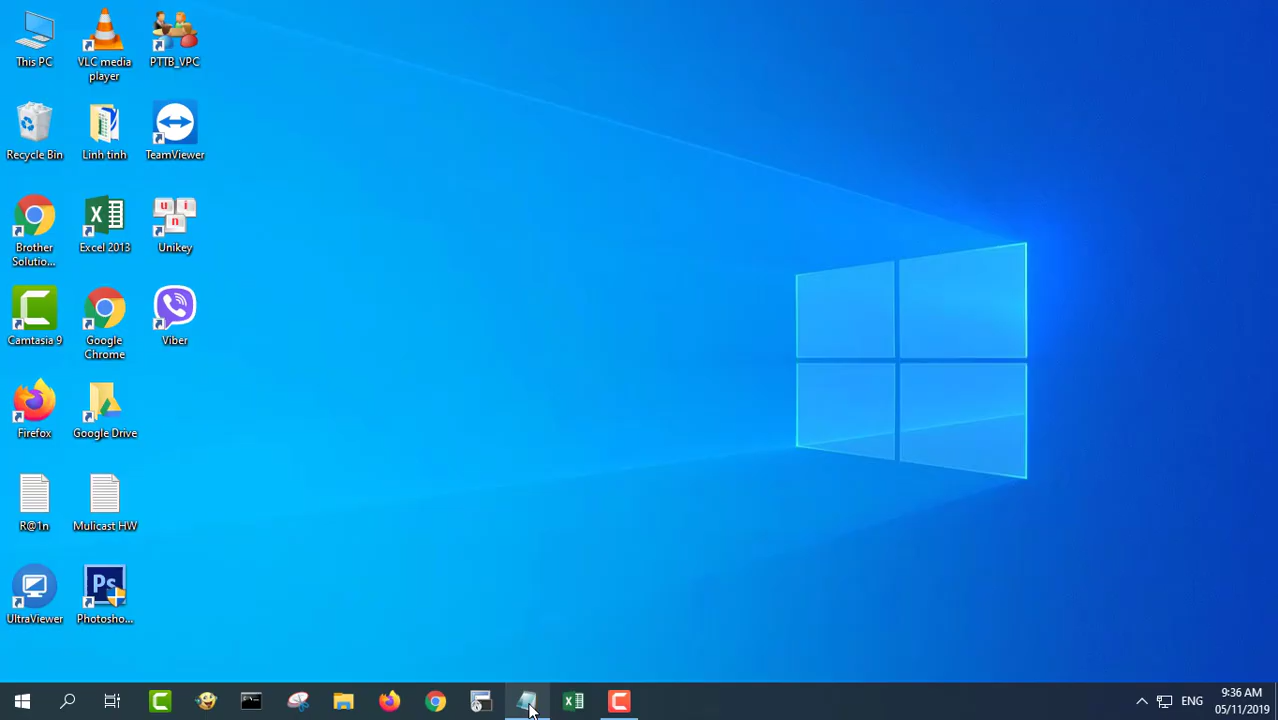 This PC
VLC media
player
PTTB_VPC
Recycle Bin
Linh tinh
TeamViewer
Brother
Solutio...
Excel 2013
Unikey
Camtasia 9
Google
Chrome
Viber
Firefox
Google Drive
R@1n
Mulicast HW
UltraViewer
Photosho...
ENG
9:36 AM
05/11/2019